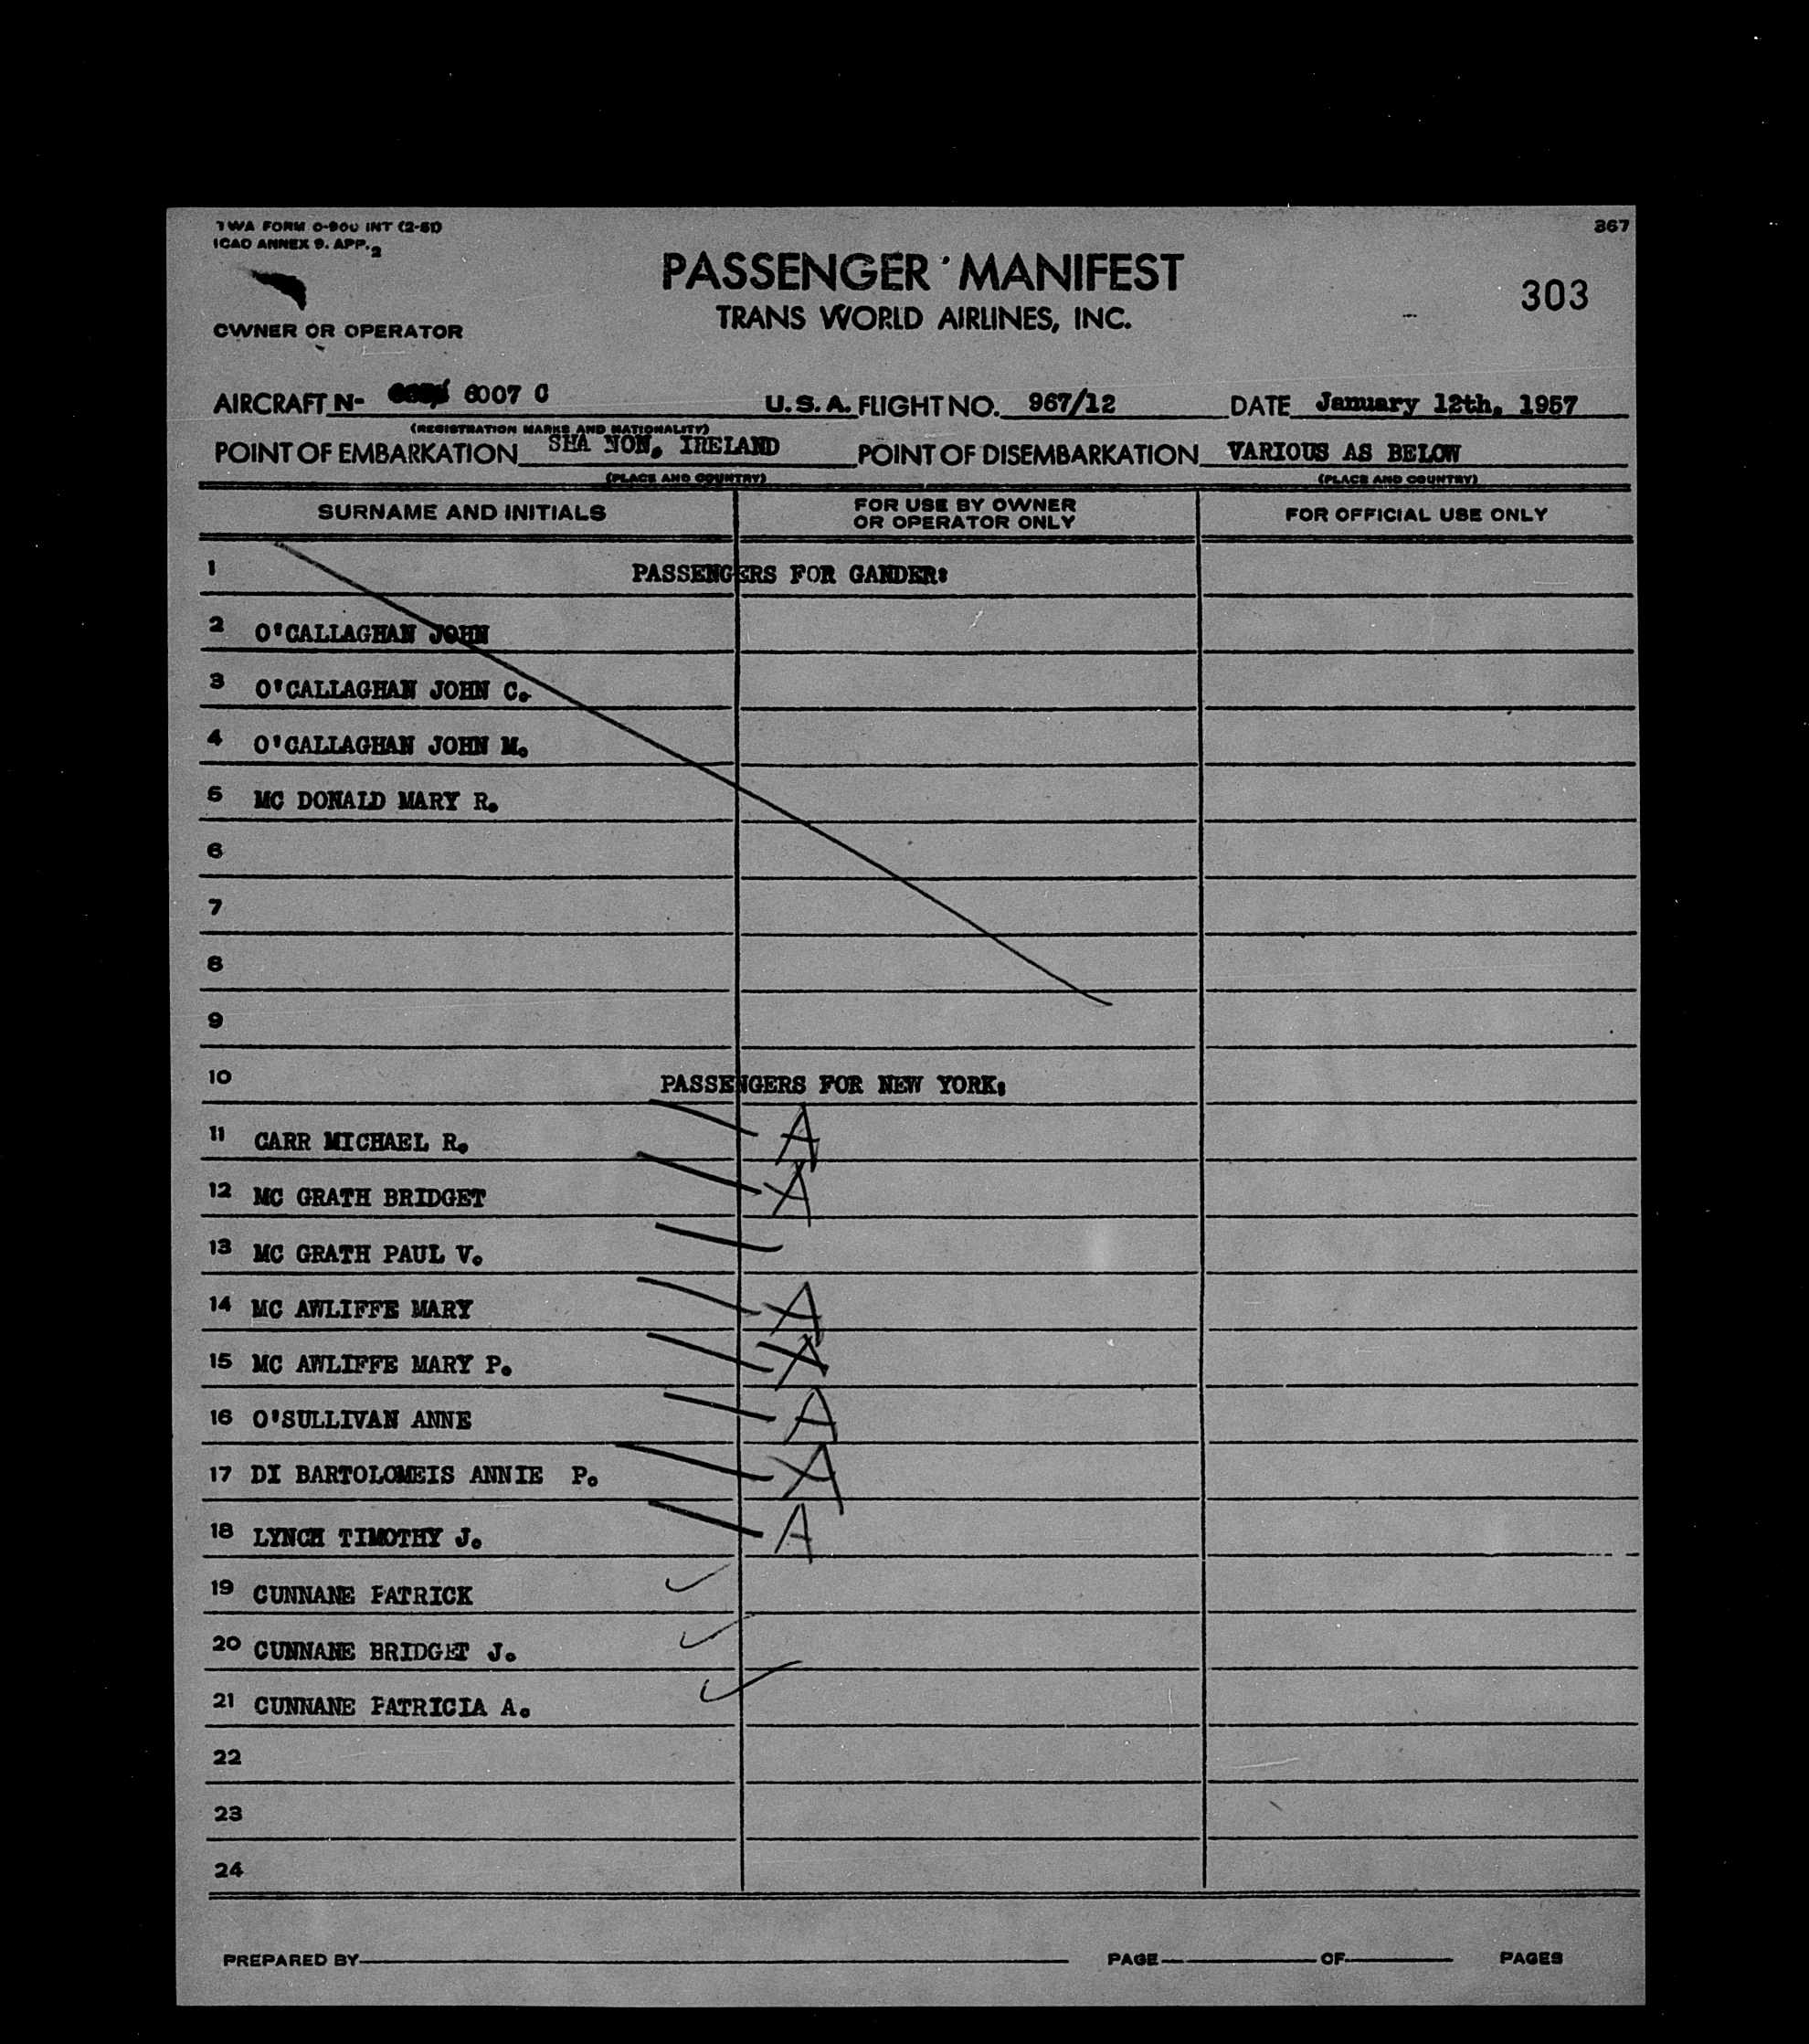 TWA FORM O-900 INT (2-51)
367
ICAO ANNEX 9. APP. 2
PASSENGER MANIFEST
303
TRANS WORLD AIRLINES, INC.
OWNER OR OPERATOR
AIRCRAFT N- 6007 C U.S.A. FLIGHT NO. 967/12 DATE January 12th, 1957
(REGISTRATION MARKS AND NATIONALITY)
POINT OF EMBARKATION SHA NON, IRELAND POINT OF DISEMBARKATION VARIOUS AS BELOW
(PLACE AND COUNTRY) (PLACE AND COUNTRY)
SURNAME AND INITIALS FOR USE BY OWNER OR OPERATOR ONLY FOR OFFICIAL USE ONLY
1 PASSENGERS FOR GANDER:
2 O'CALLAGHAN JOHN
3 O'CALLAGHAN JOHN C.
4 O'CALLAGHAN JOHN M.
5 MC DONALD MARY R.
6
7
8
9
10 PASSENGERS FOR NEW YORK:
11 CARR MICHAEL R. A
12 MC GRATH BRIDGET A
13 MC GRATH PAUL V.
14 MC AWLIFFE MARY A
15 MC AWLIFFE MARY P. A
16 O'SULLIVAN ANNE A
17 DI BARTOLOMEIS ANNIE P. A
18 LYNCH TIMOTHY J. A
19 CUNNANE PATRICK
20 CUNNANE BRIDGET J.
21 CUNNANE PATRICIA A.
22
23
24
PREPARED BY PAGE OF PAGES